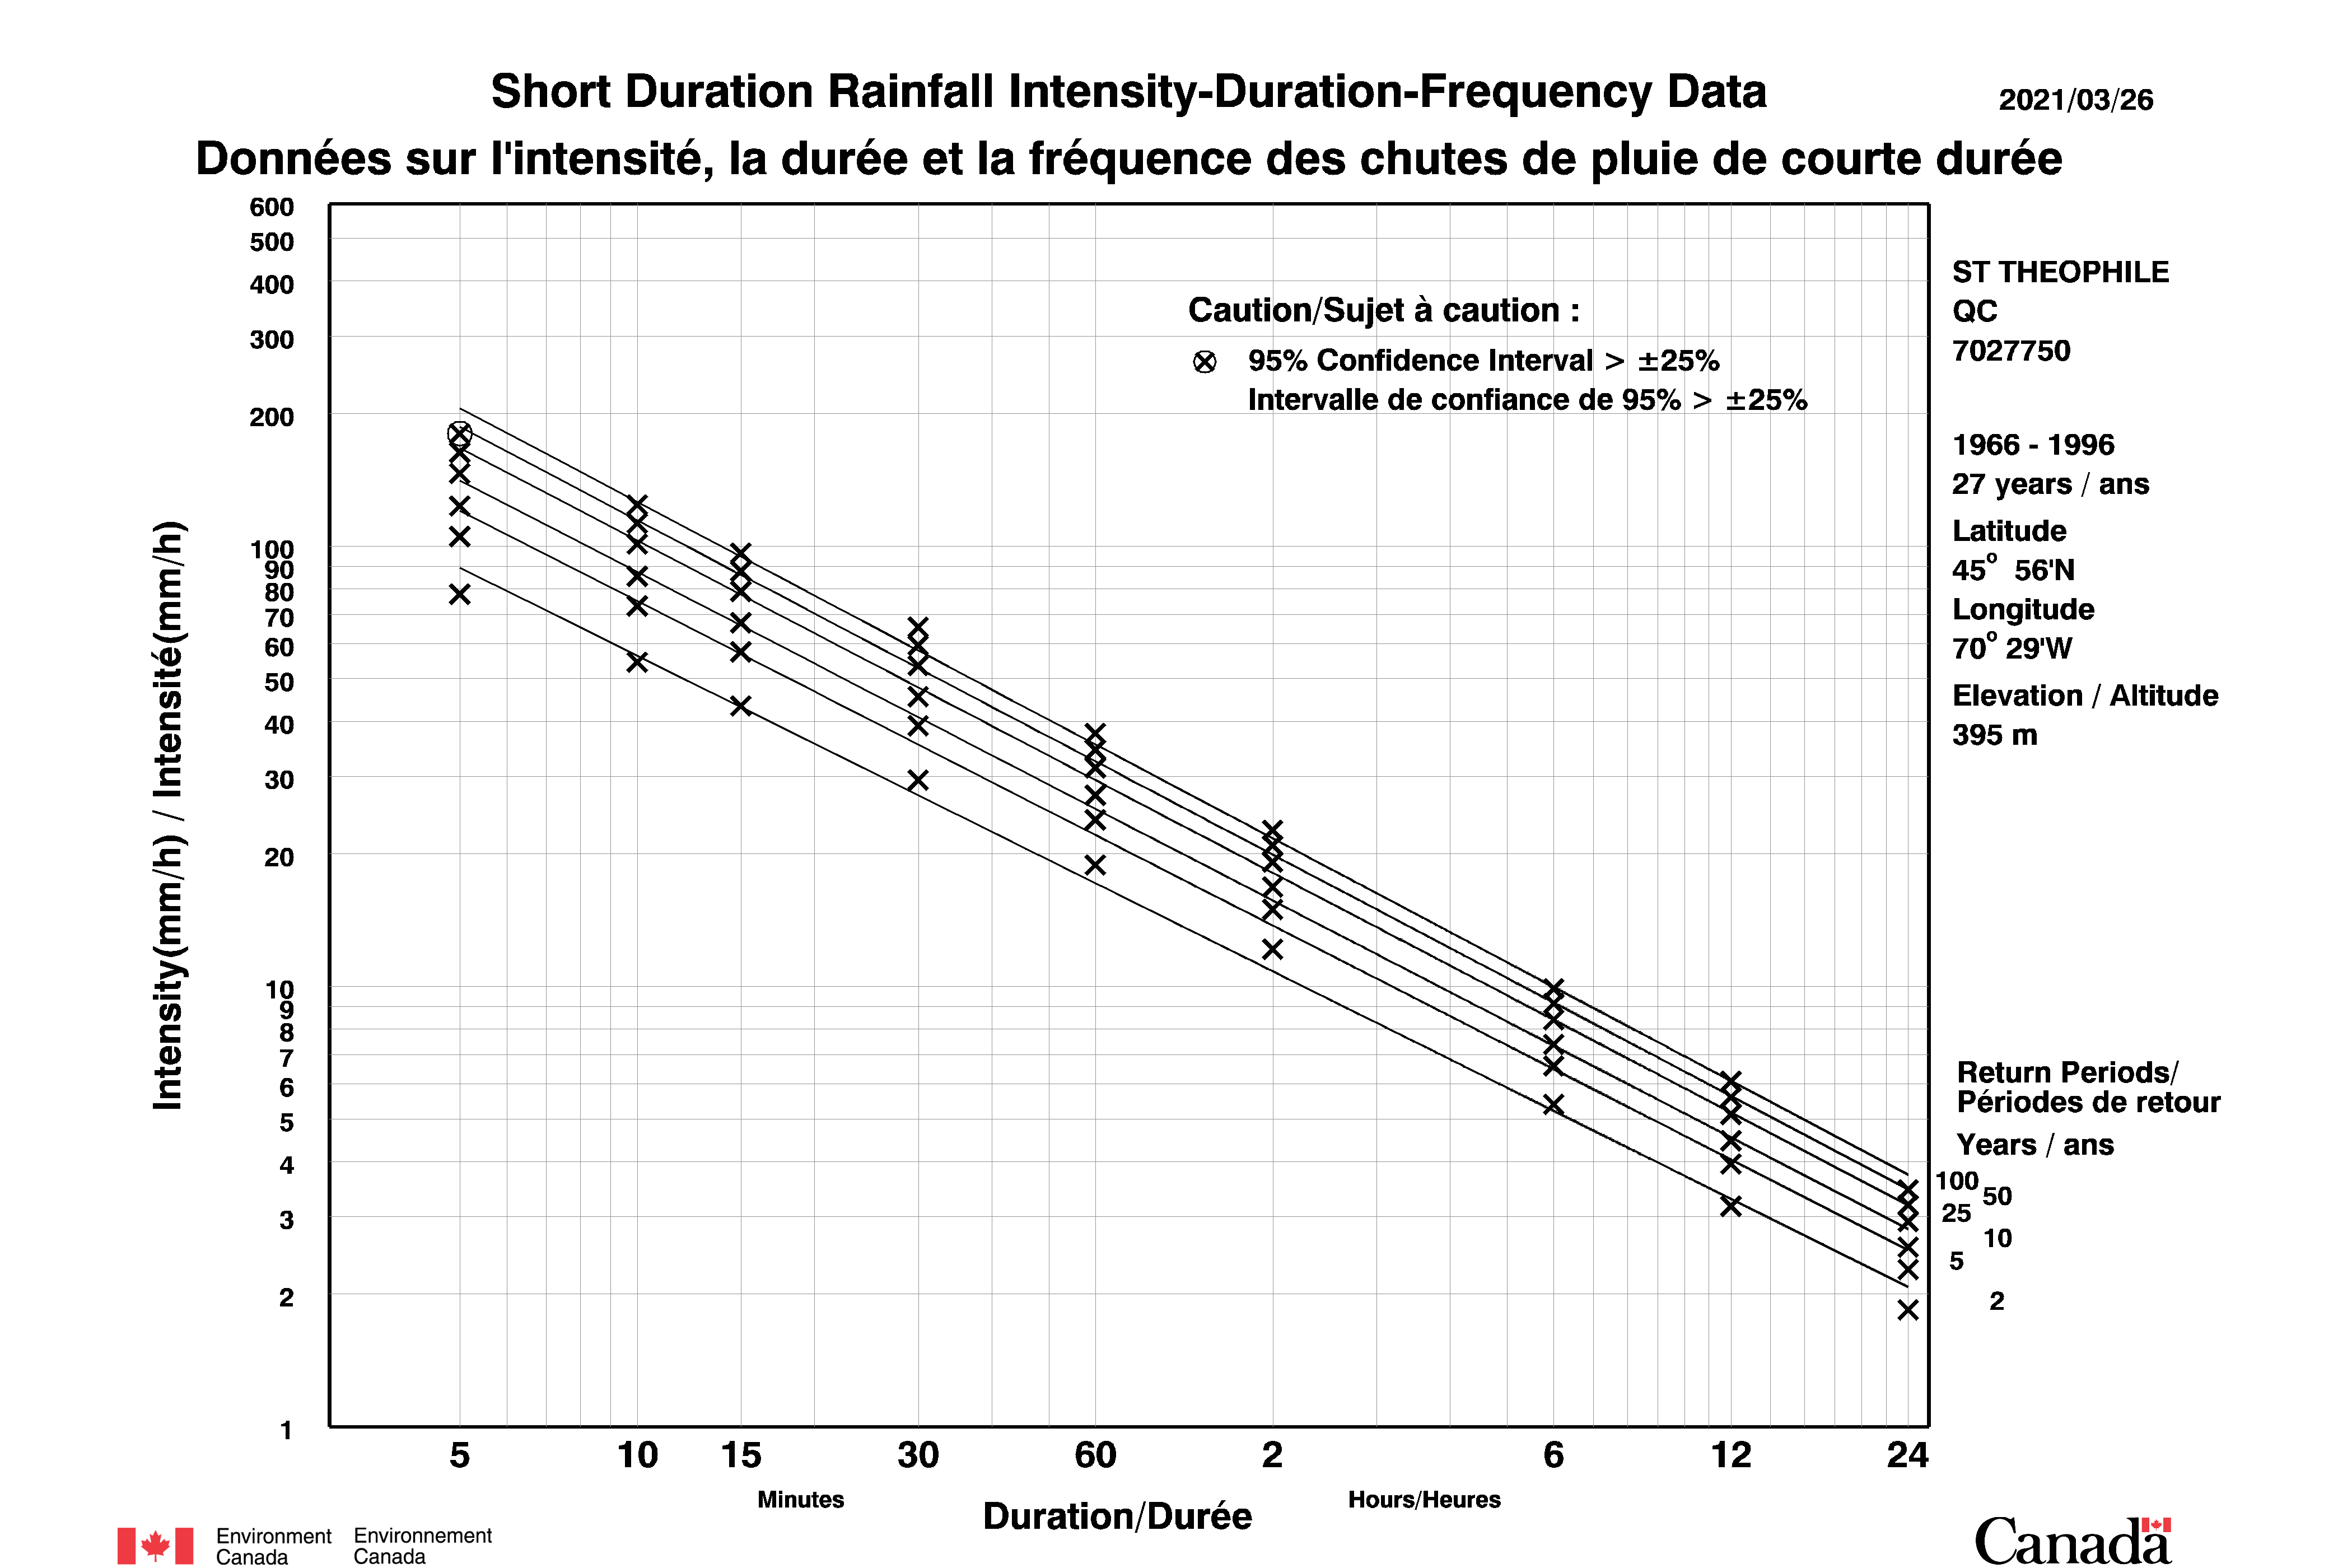 Short Duration Rainfall Intensity-Duration-Frequency Data
2021/03/26
Données sur l'intensité, la durée et la fréquence des chutes de pluie de courte durée
600
500
400
300
200
100
90
80
70
60
50
40
30
20
10
9
8
7
6
5
4
3
2
1
Intensity(mm/h) / Intensité(mm/h)
Caution/Sujet à caution :
95% Confidence Interval > ±25%
Intervalle de confiance de 95% > ±25%
ST THEOPHILE
QC
7027750
1966 - 1996
27 years / ans
Latitude
45° 56'N
Longitude
70° 29'W
Elevation / Altitude
395 m
Return Periods/
Périodes de retour
Years / ans
100
50
25
10
5
2
5 10 15 30 60 2 6 12 24
Minutes
Hours/Heures
Duration/Durée
Environment
Canada
Environnement
Canada
Canada